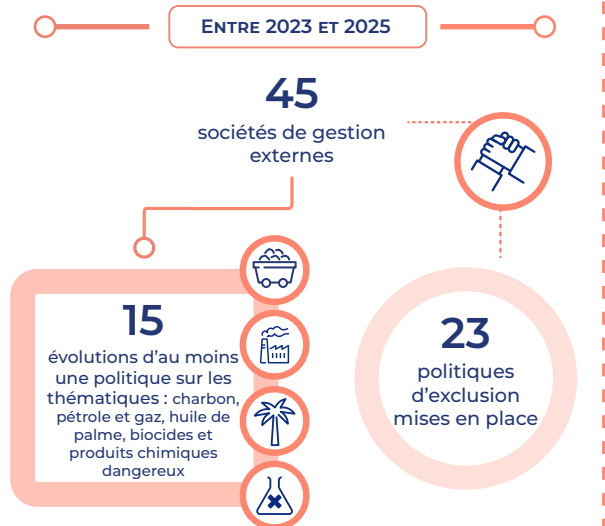 ENTRE 2023 ET 2025
45
sociétés de gestion
externes
15
évolutions d'au moins
une politique sur les
thématiques : charbon,
pétrole et gaz, huile de
palme, biocides et
produits chimiques
dangereux
23
politiques
d'exclusion
mises en place